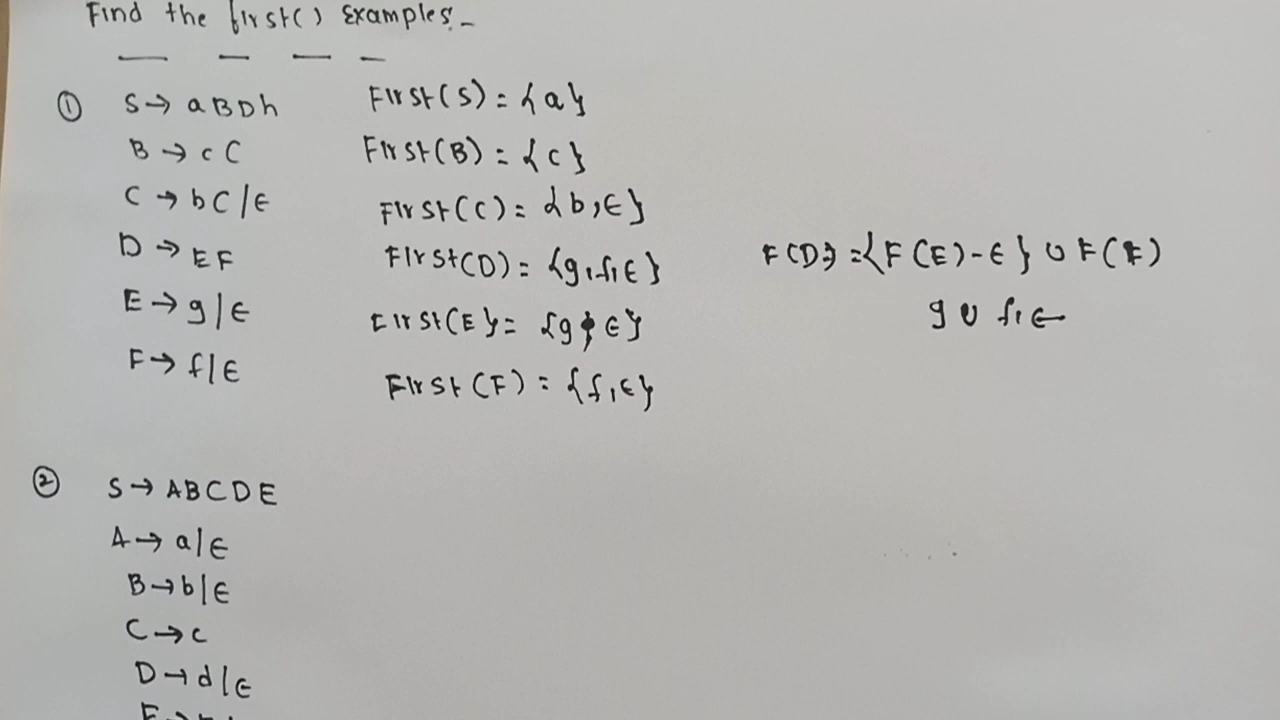 Find the first() Examples.
① S → aBDh First(S) = {a}
B → cC First(B) = {c}
C → bC/ε First(C) = {b,ε}
D → EF First(D) = {g,f,ε} F(D) = {F(E)-ε} ∪ F(F)
E → g/ε First(E} = {g, ε} g ∪ f,ε
F → f/ε First(F) = {f,ε}
② S → ABCDE
A → a/ε
B → b/ε
C → c
D → d/ε